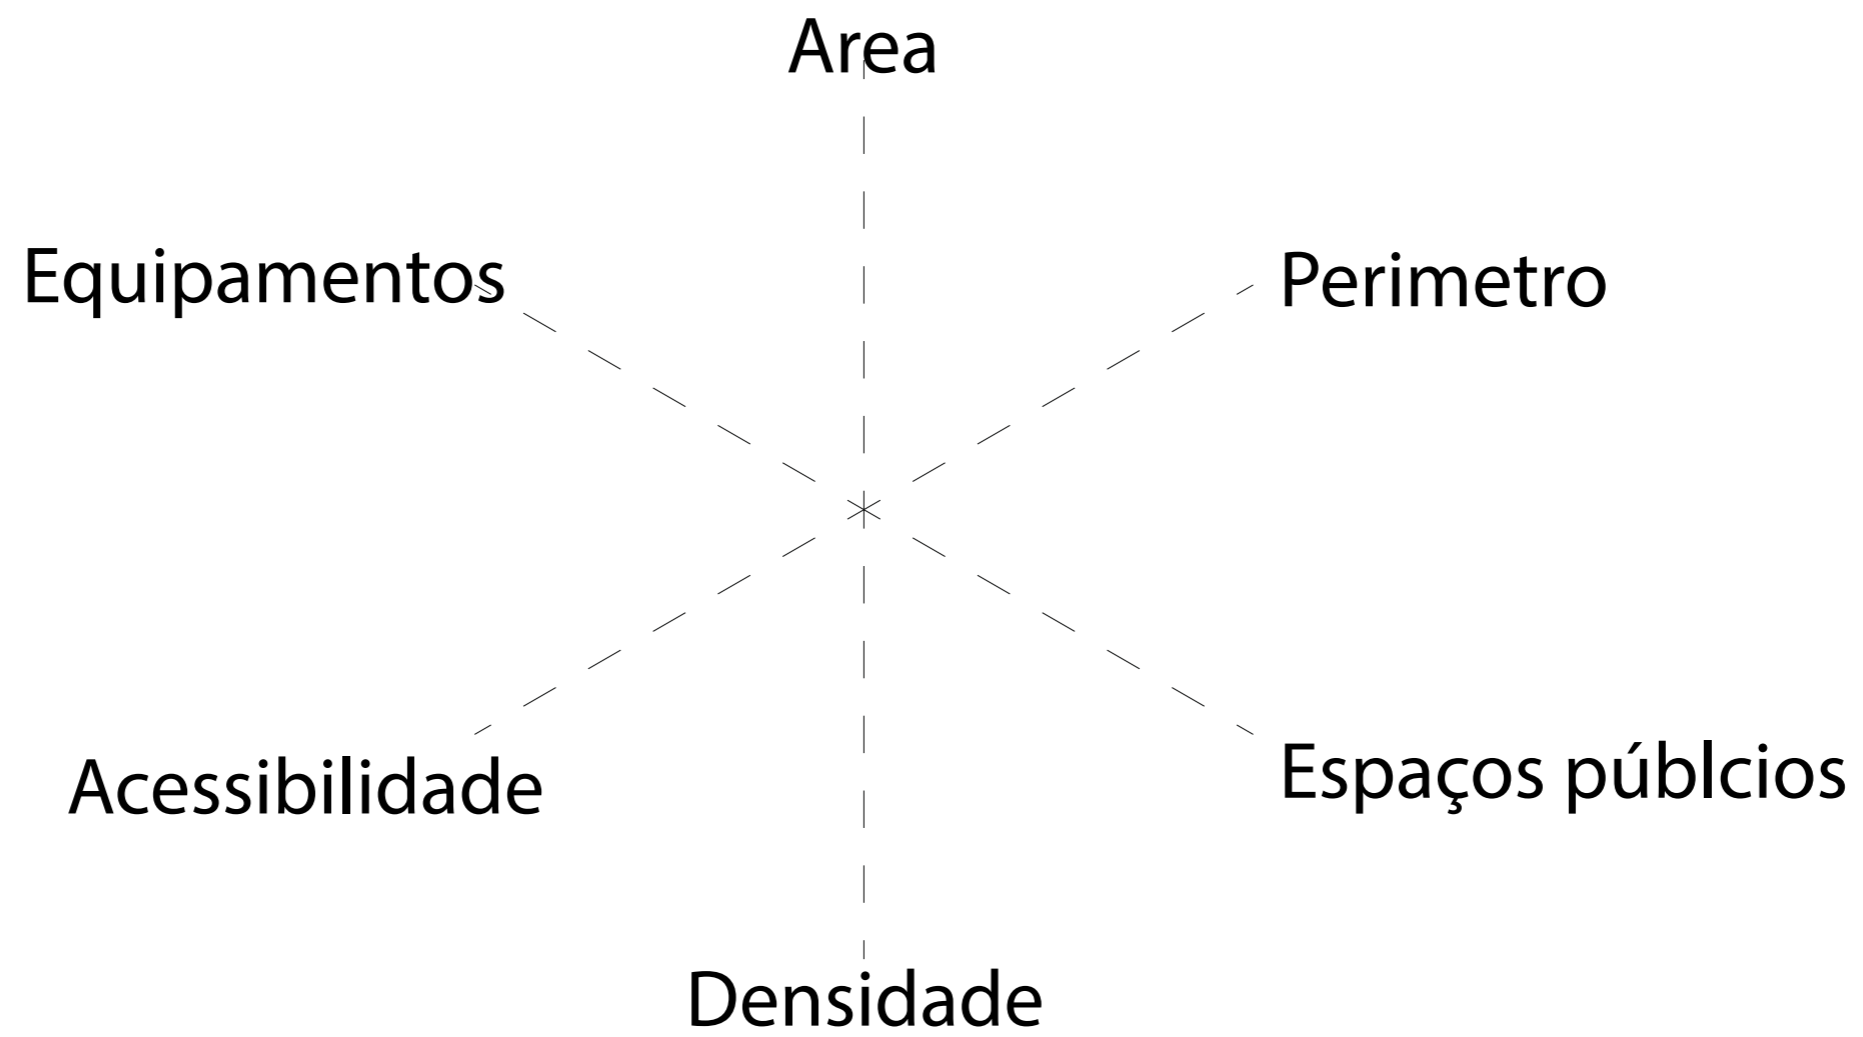 Area
Equipamentos
Perimetro
Acessibilidade
Espaços públcios
Densidade